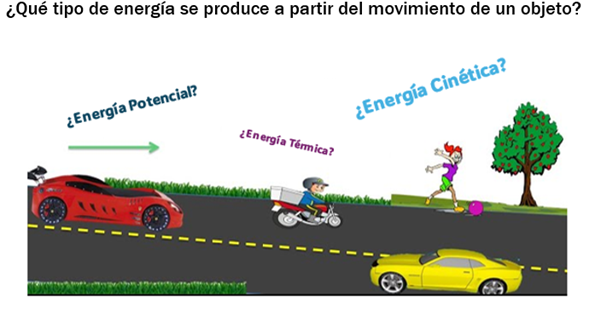 ¿Qué tipo de energía se produce a partir del movimiento de un objeto?
¿Energía Potencial?
¿Energía Térmica?
¿Energía Cinética?